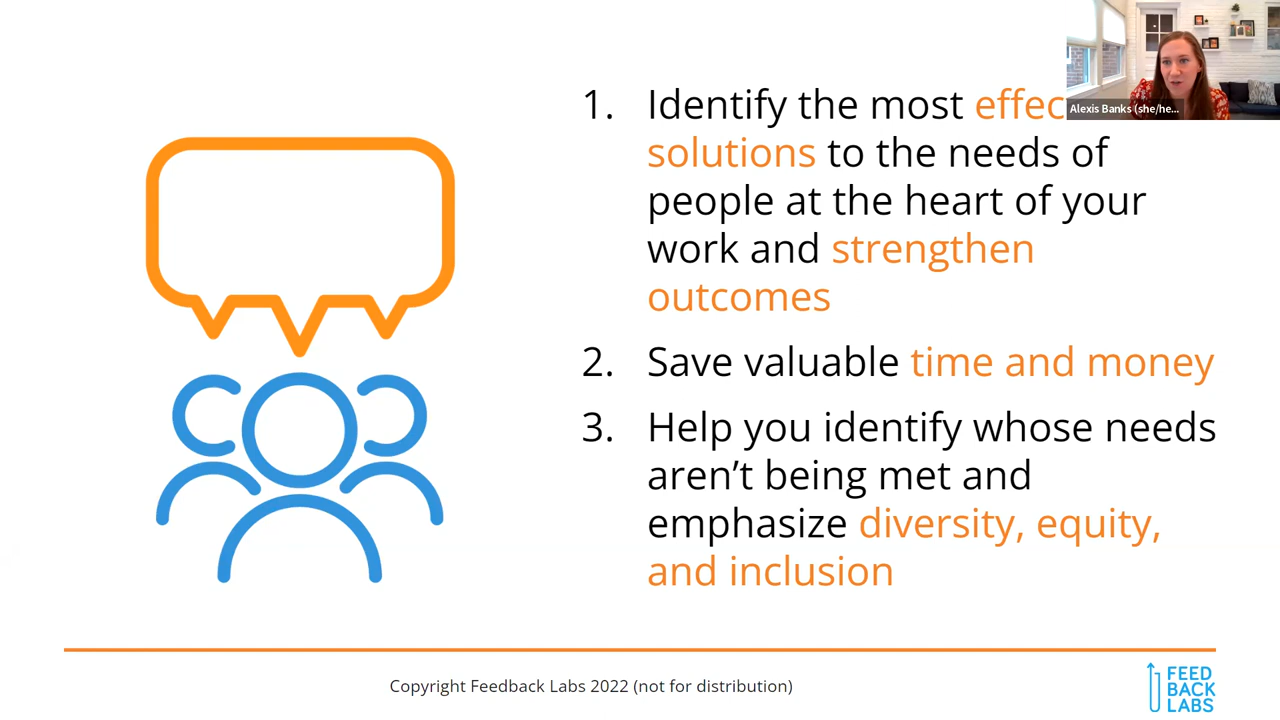 1. Identify the most effec
solutions to the needs of
people at the heart of your
work and strengthen
outcomes
2. Save valuable time and money
3. Help you identify whose needs
aren’t being met and
emphasize diversity, equity,
and inclusion
Alexis Banks (she/he...
Copyright Feedback Labs 2022 (not for distribution)
FEED
BACK
LABS